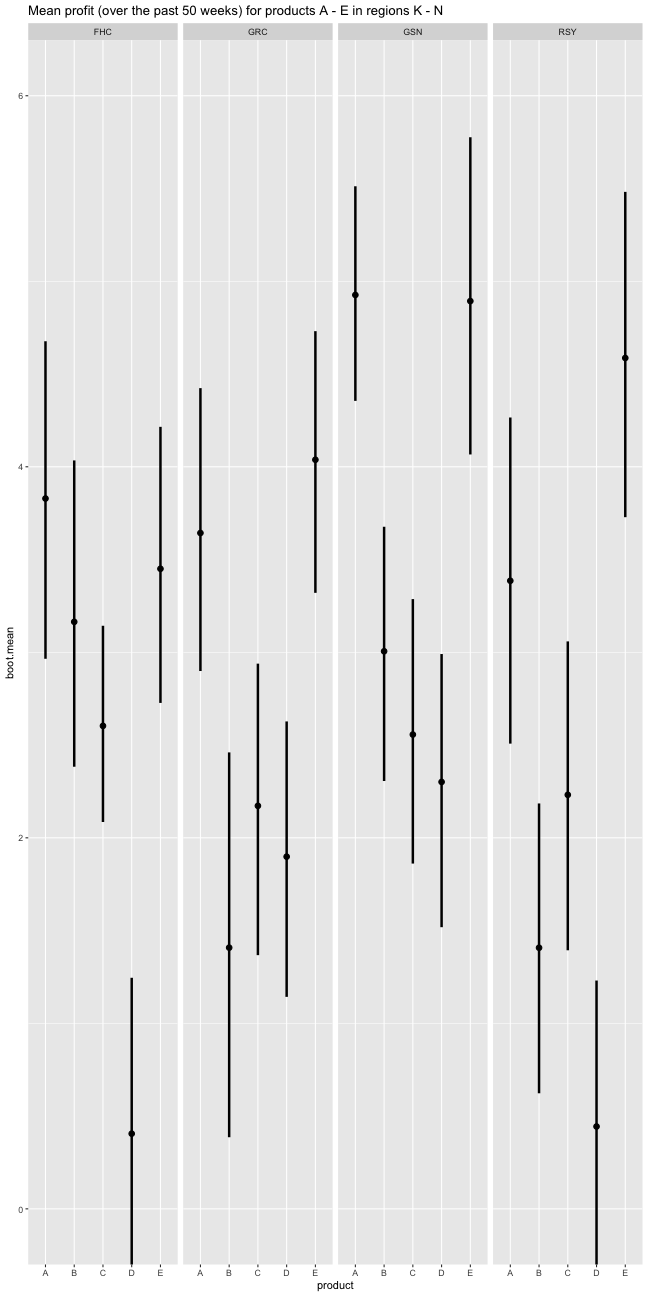 Mean profit (over the past 50 weeks) for products A - E in regions K - N
FHC GRC GSN RSY
6
4
2
0
boot.mean
A B C D E A B C D E A B C D E A B C D E
product